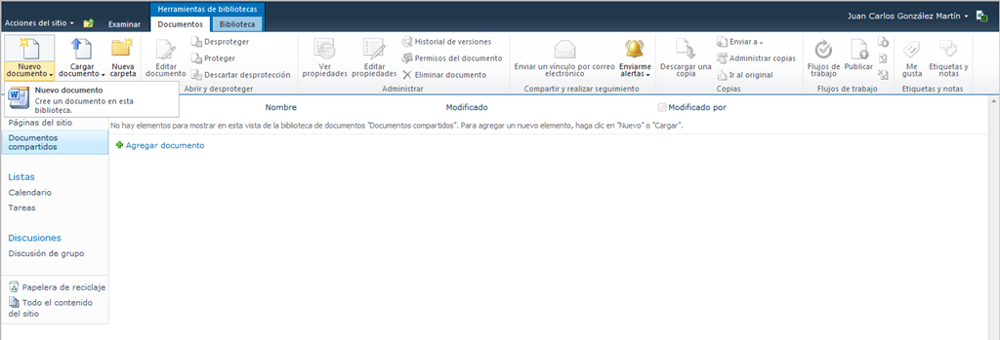 Herramientas de bibliotecas
Acciones del sitio
Examinar
Documentos
Biblioteca
Juan Carlos González Martín
Nuevo documento
Cargar documento
Nueva carpeta
Editar documento
Desproteger
Proteger
Descartar desprotección
Abrir y desproteger
Ver propiedades
Editar propiedades
Historial de versiones
Permisos del documento
Eliminar documento
Administrar
Enviar un vínculo por correo electrónico
Enviarme alertas
Compartir y realizar seguimiento
Descargar una copia
Enviar a
Administrar copias
Ir al original
Copias
Flujos de trabajo
Publicar
Flujos de trabajo
Me gusta
Etiquetas y notas
Etiquetas y notas
Nuevo documento
Cree un documento en esta
biblioteca.
Páginas del sitio
Documentos
compartidos
Listas
Calendario
Tareas
Discusiones
Discusión de grupo
Papelera de reciclaje
Todo el contenido
del sitio
Nombre
Modificado
Modificado por
No hay elementos para mostrar en esta vista de la biblioteca de documentos "Documentos compartidos". Para agregar un nuevo elemento, haga clic en "Nuevo" o "Cargar".
Agregar documento